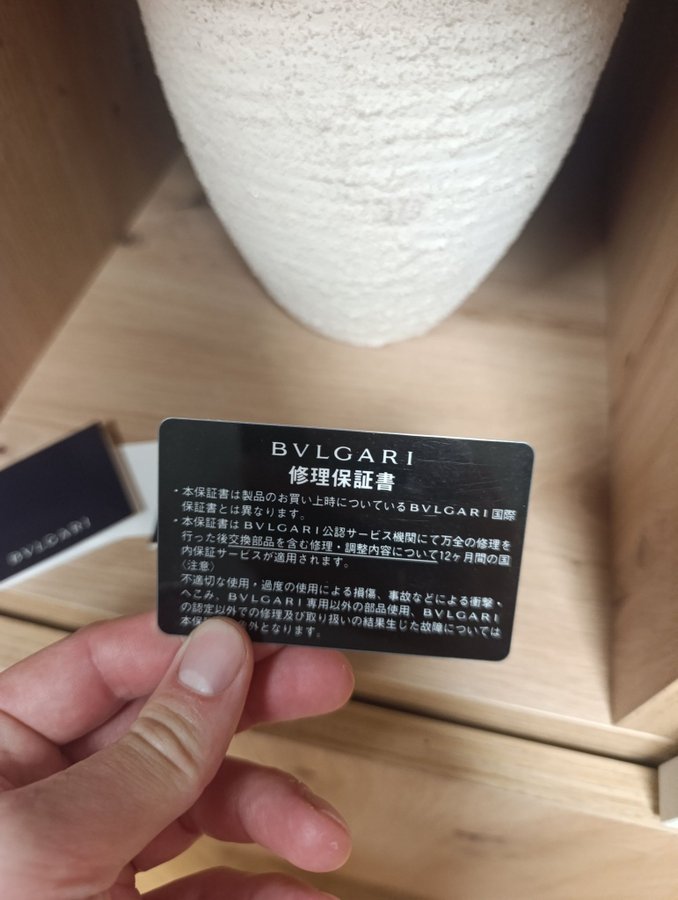 BVLGARI
修理保証書
・本保証書は製品のお買い上時についているBVLGARI国際
保証書とは異なります。
・本保証書はBVLGARI公認サービス機関にて万全の修理を
行った後交換部品を含む修理・調整内容について12ヶ月間の国
内保証サービスが適用されます。
〈注意〉
不適切な使用・過度の使用による損傷、事故などによる衝撃・
へこみ、BVLGARI専用以外の部品使用、BVLGARI
の認定以外での修理及び取り扱いの結果生じた故障については
本保 外となります。
BVLGARI